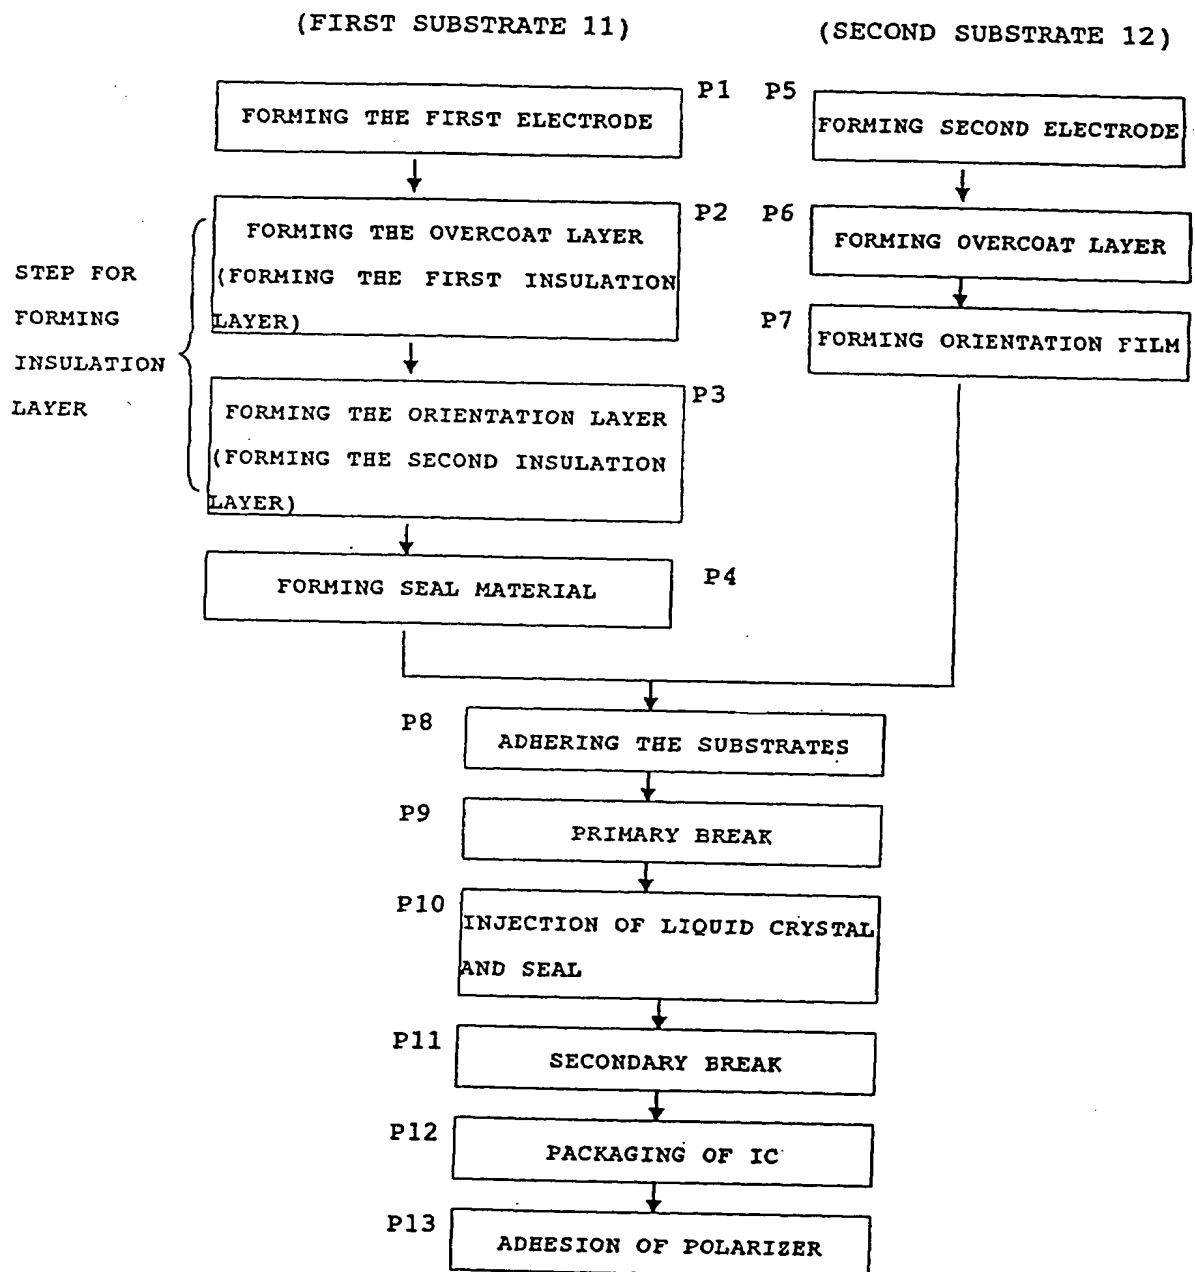 (FIRST SUBSTRATE 11)
(SECOND SUBSTRATE 12)
P1
FORMING THE FIRST ELECTRODE
P2
FORMING THE OVERCOAT LAYER
(FORMING THE FIRST INSULATION
LAYER)
STEP FOR
FORMING
INSULATION
LAYER
P3
FORMING THE ORIENTATION LAYER
(FORMING THE SECOND INSULATION
LAYER)
FORMING SEAL MATERIAL
P4
P5
FORMING SECOND ELECTRODE
P6
FORMING OVERCOAT LAYER
P7
FORMING ORIENTATION FILM
P8
ADHERING THE SUBSTRATES
P9
PRIMARY BREAK
P10
INJECTION OF LIQUID CRYSTAL
AND SEAL
P11
SECONDARY BREAK
P12
PACKAGING OF IC
P13
ADHESION OF POLARIZER